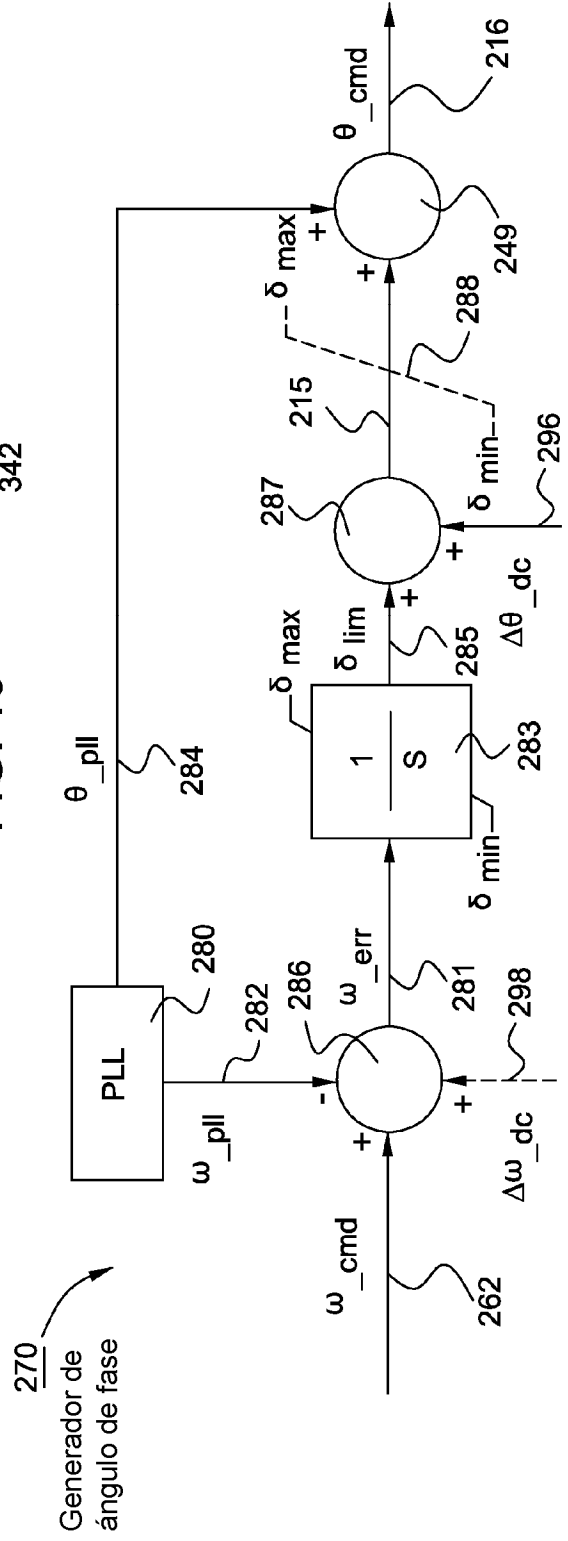 342
270
Generador de
ángulo de fase
PLL
280
θ_pll
284
ω_pll
282
286
-
+
+
ω_cmd
262
Δω_dc
298
ω_err
281
1
S
283
δ max
δ min
δ lim
285
287
+
+
Δθ_dc
296
215
δ max
δ min
288
+
+
249
θ_cmd
216